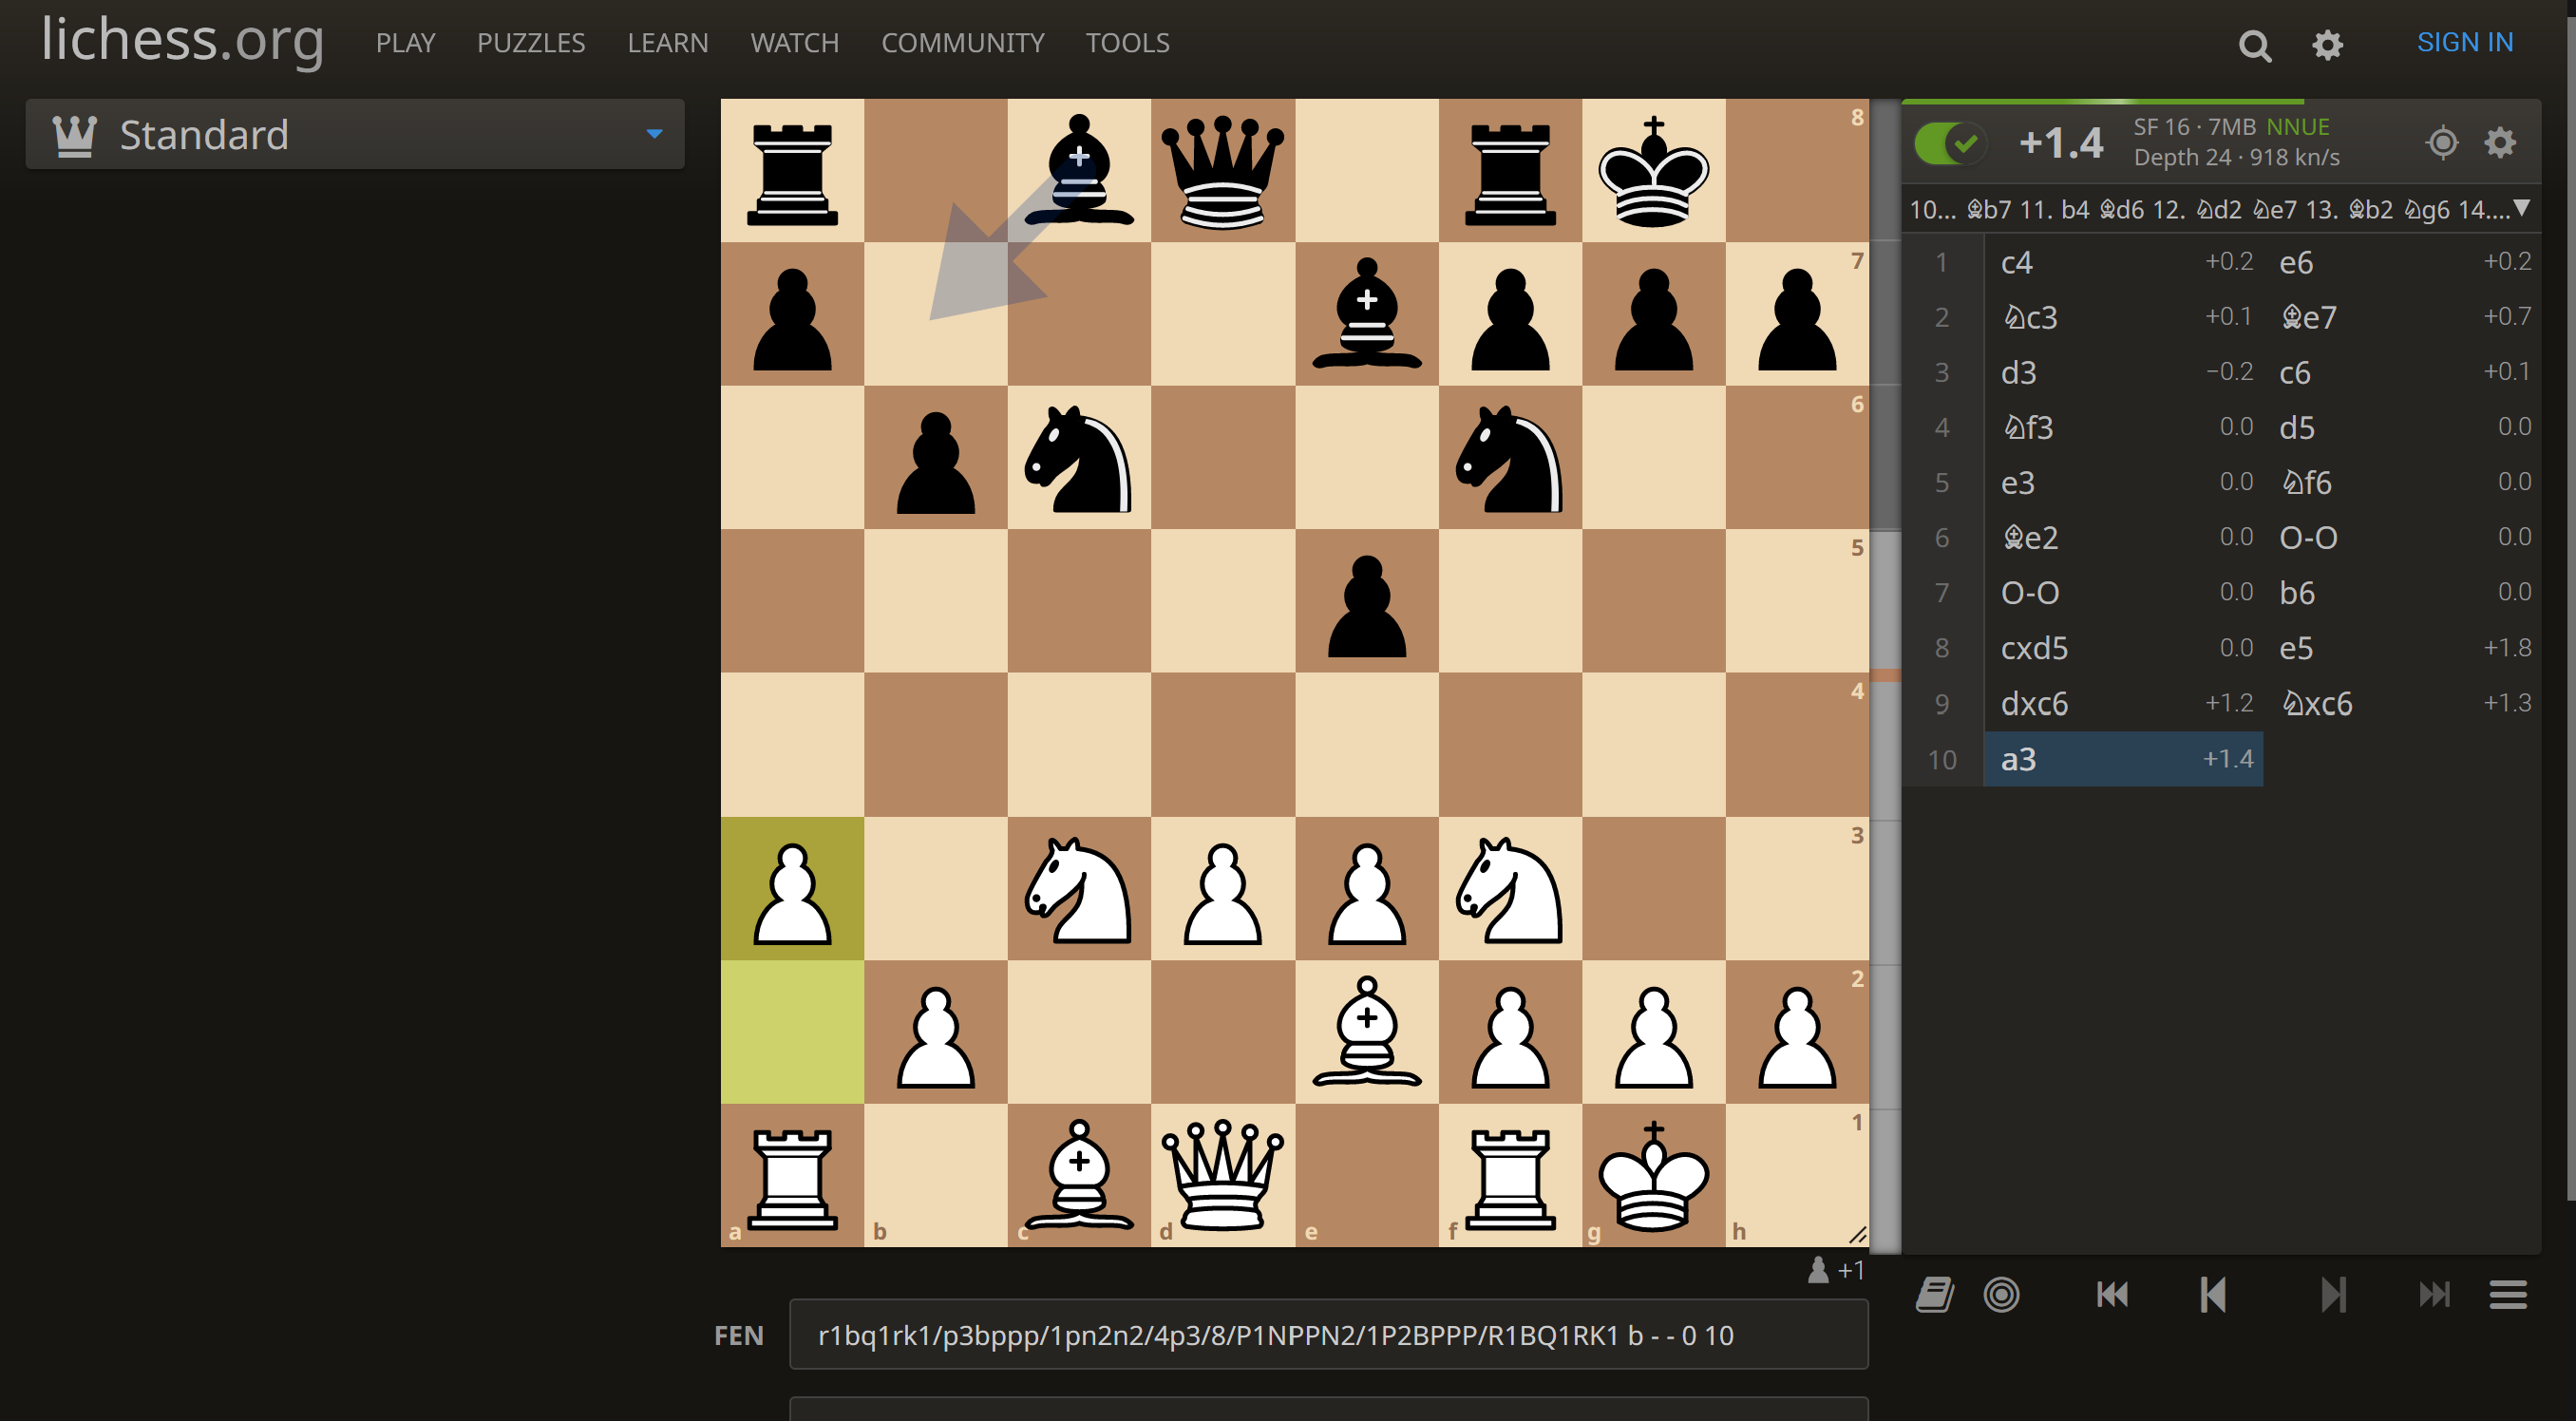 lichess.org PLAY PUZZLES LEARN WATCH COMMUNITY TOOLS SIGN IN
Standard
8
7
6
5
4
3
2
1
a b c d e f g h
+1
FEN r1bq1rk1/p3bppp/1pn2n2/4p3/8/P1NPPN2/1P2BPPP/R1BQ1RK1 b - - 0 10
+1.4
SF 16 · 7MB NNUE
Depth 24 · 918 kn/s
10... ♗b7 11. b4 ♗d6 12. ♘d2 ♘e7 13. ♗b2 ♘g6 14....
1 c4 +0.2 e6 +0.2
2 ♘c3 +0.1 ♗e7 +0.7
3 d3 −0.2 c6 +0.1
4 ♘f3 0.0 d5 0.0
5 e3 0.0 ♘f6 0.0
6 ♗e2 0.0 O-O 0.0
7 O-O 0.0 b6 0.0
8 cxd5 0.0 e5 +1.8
9 dxc6 +1.2 ♘xc6 +1.3
10 a3 +1.4